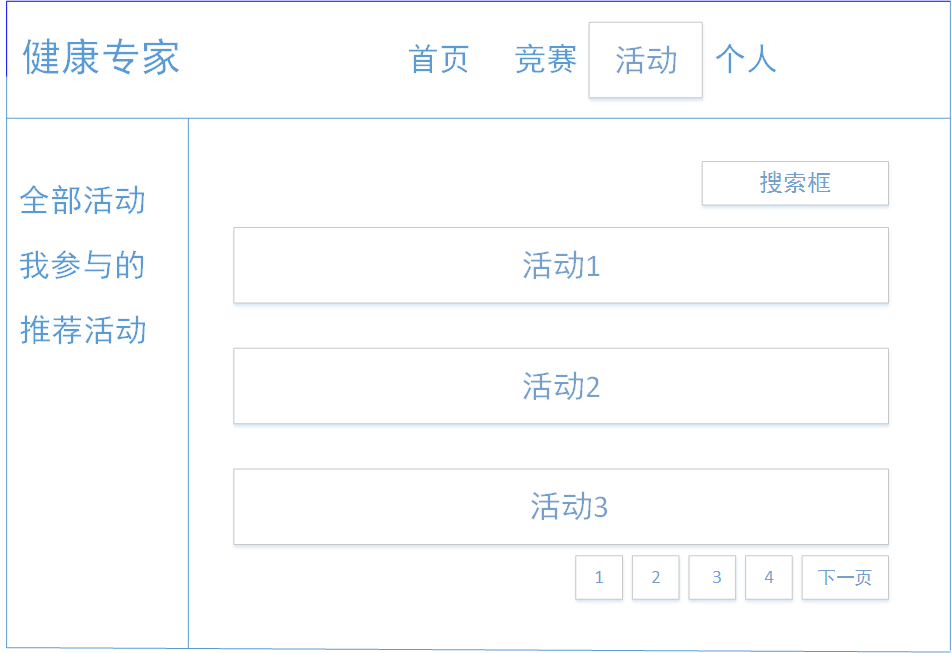 健康专家
首页 竞赛 活动 个人
全部活动
我参与的
推荐活动
搜索框
活动1
活动2
活动3
1 2 3 4 下一页